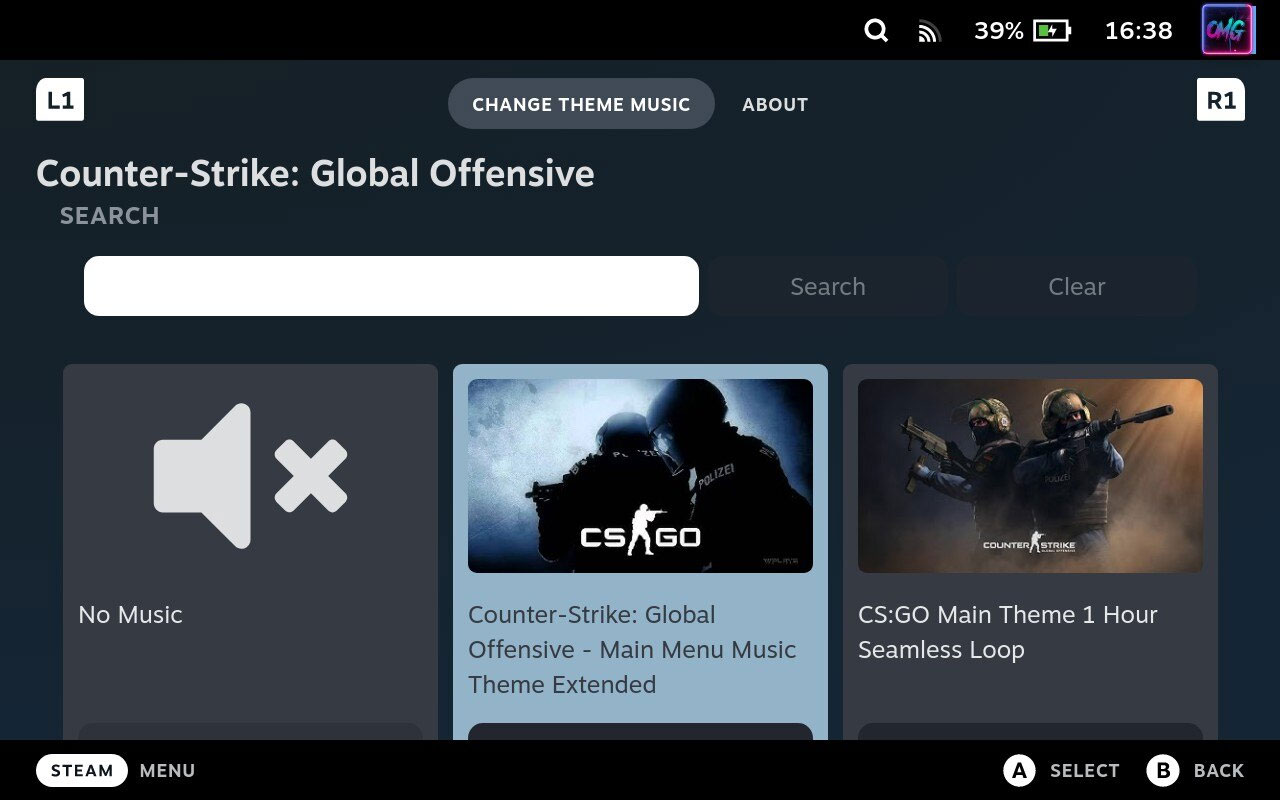 39%
16:38
OMG
L1
CHANGE THEME MUSIC
ABOUT
R1
Counter-Strike: Global Offensive
SEARCH
Search
Clear
POLIZEI
CS GO
POLIZEI
COUNTER STRIKE
GLOBAL OFFENSIVE
No Music
Counter-Strike: Global
Offensive - Main Menu Music
Theme Extended
CS:GO Main Theme 1 Hour
Seamless Loop
STEAM
MENU
A
SELECT
B
BACK